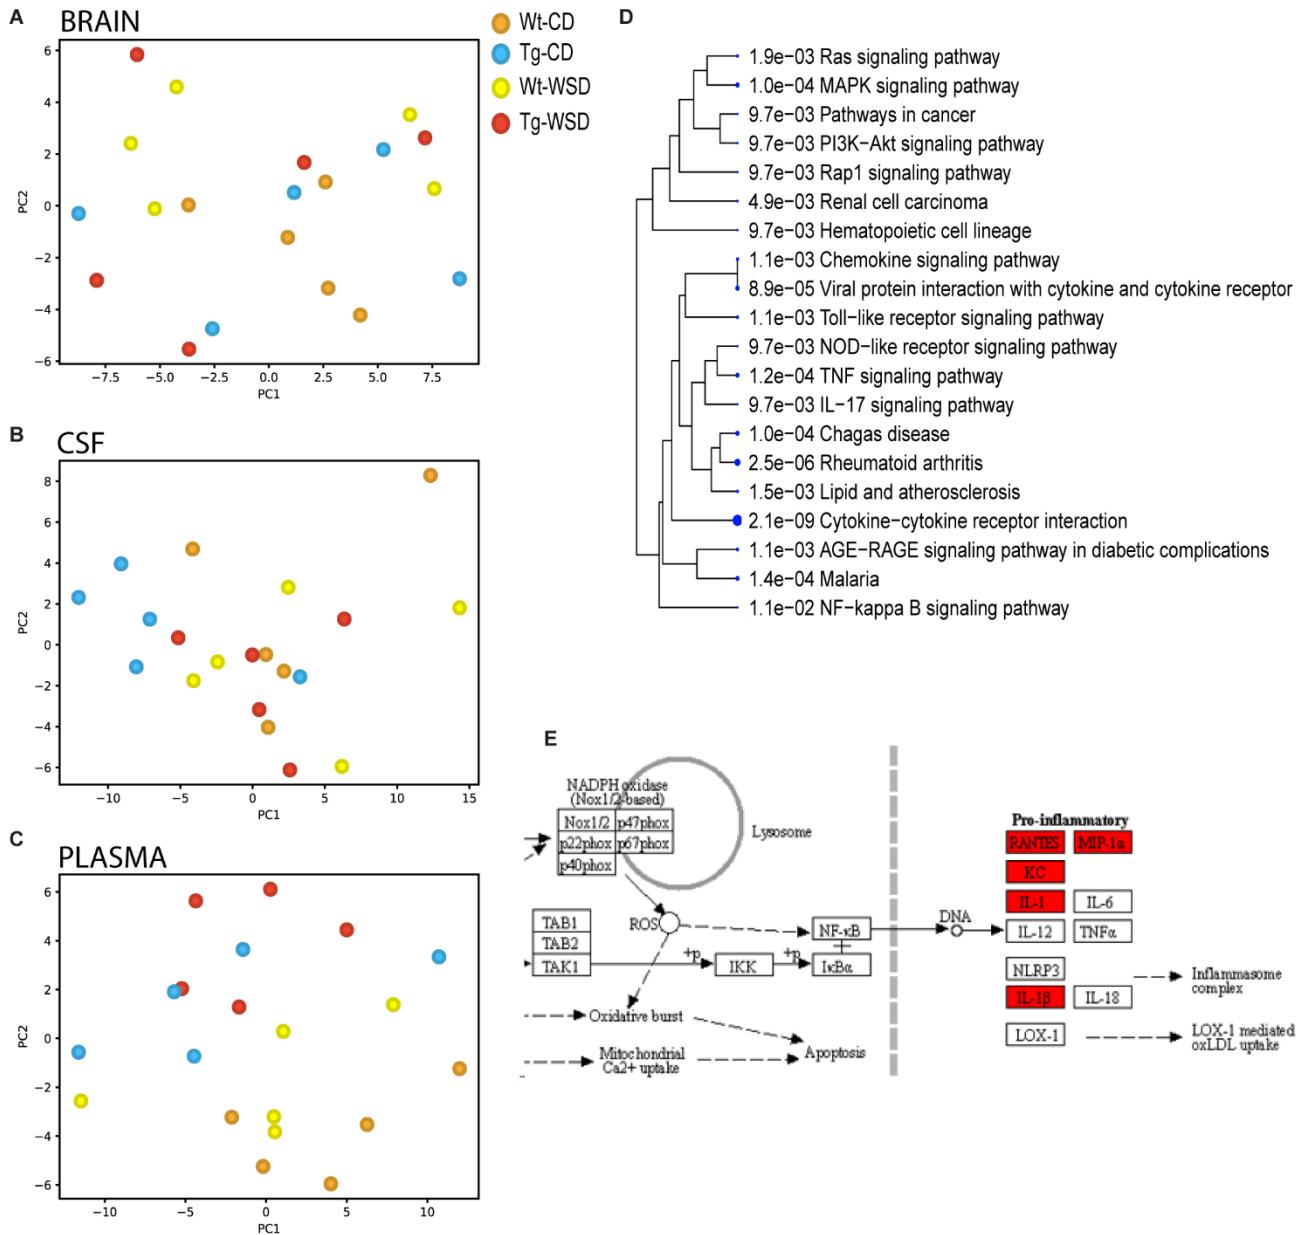 A
BRAIN
6
4
2
0
−2
−4
−6
PC2
−7.5
−5.0
−2.5
0.0
2.5
5.0
7.5
PC1
Wt-CD
Tg-CD
Wt-WSD
Tg-WSD
B
CSF
8
6
4
2
0
−2
−4
−6
PC2
−10
−5
0
5
10
15
PC1
C
PLASMA
6
4
2
0
−2
−4
−6
PC2
−10
−5
0
5
10
PC1
D
1.9e−03 Ras signaling pathway
1.0e−04 MAPK signaling pathway
9.7e−03 Pathways in cancer
9.7e−03 PI3K−Akt signaling pathway
9.7e−03 Rap1 signaling pathway
4.9e−03 Renal cell carcinoma
9.7e−03 Hematopoietic cell lineage
1.1e−03 Chemokine signaling pathway
8.9e−05 Viral protein interaction with cytokine and cytokine receptor
1.1e−03 Toll−like receptor signaling pathway
9.7e−03 NOD−like receptor signaling pathway
1.2e−04 TNF signaling pathway
9.7e−03 IL−17 signaling pathway
1.0e−04 Chagas disease
2.5e−06 Rheumatoid arthritis
1.5e−03 Lipid and atherosclerosis
2.1e−09 Cytokine−cytokine receptor interaction
1.1e−03 AGE−RAGE signaling pathway in diabetic complications
1.4e−04 Malaria
1.1e−02 NF−kappa B signaling pathway
E
NADPH oxidase
(Nox1/2-based)
Nox1/2 p47phox
p22phox p67phox
p40phox
Lysosome
ROS
TAB1
TAB2
TAK1
+p
IKK
+p
NF-κB
IκBα
DNA
Oxidative burst
Mitochondrial
Ca2+ uptake
Apoptosis
Pro-inflammatory
RANTES MIP-1α
KC
IL-1 IL-6
IL-12 TNFα
NLRP3
IL-1β IL-18
LOX-1
Inflammasome
complex
LOX-1 mediated
oxLDL uptake